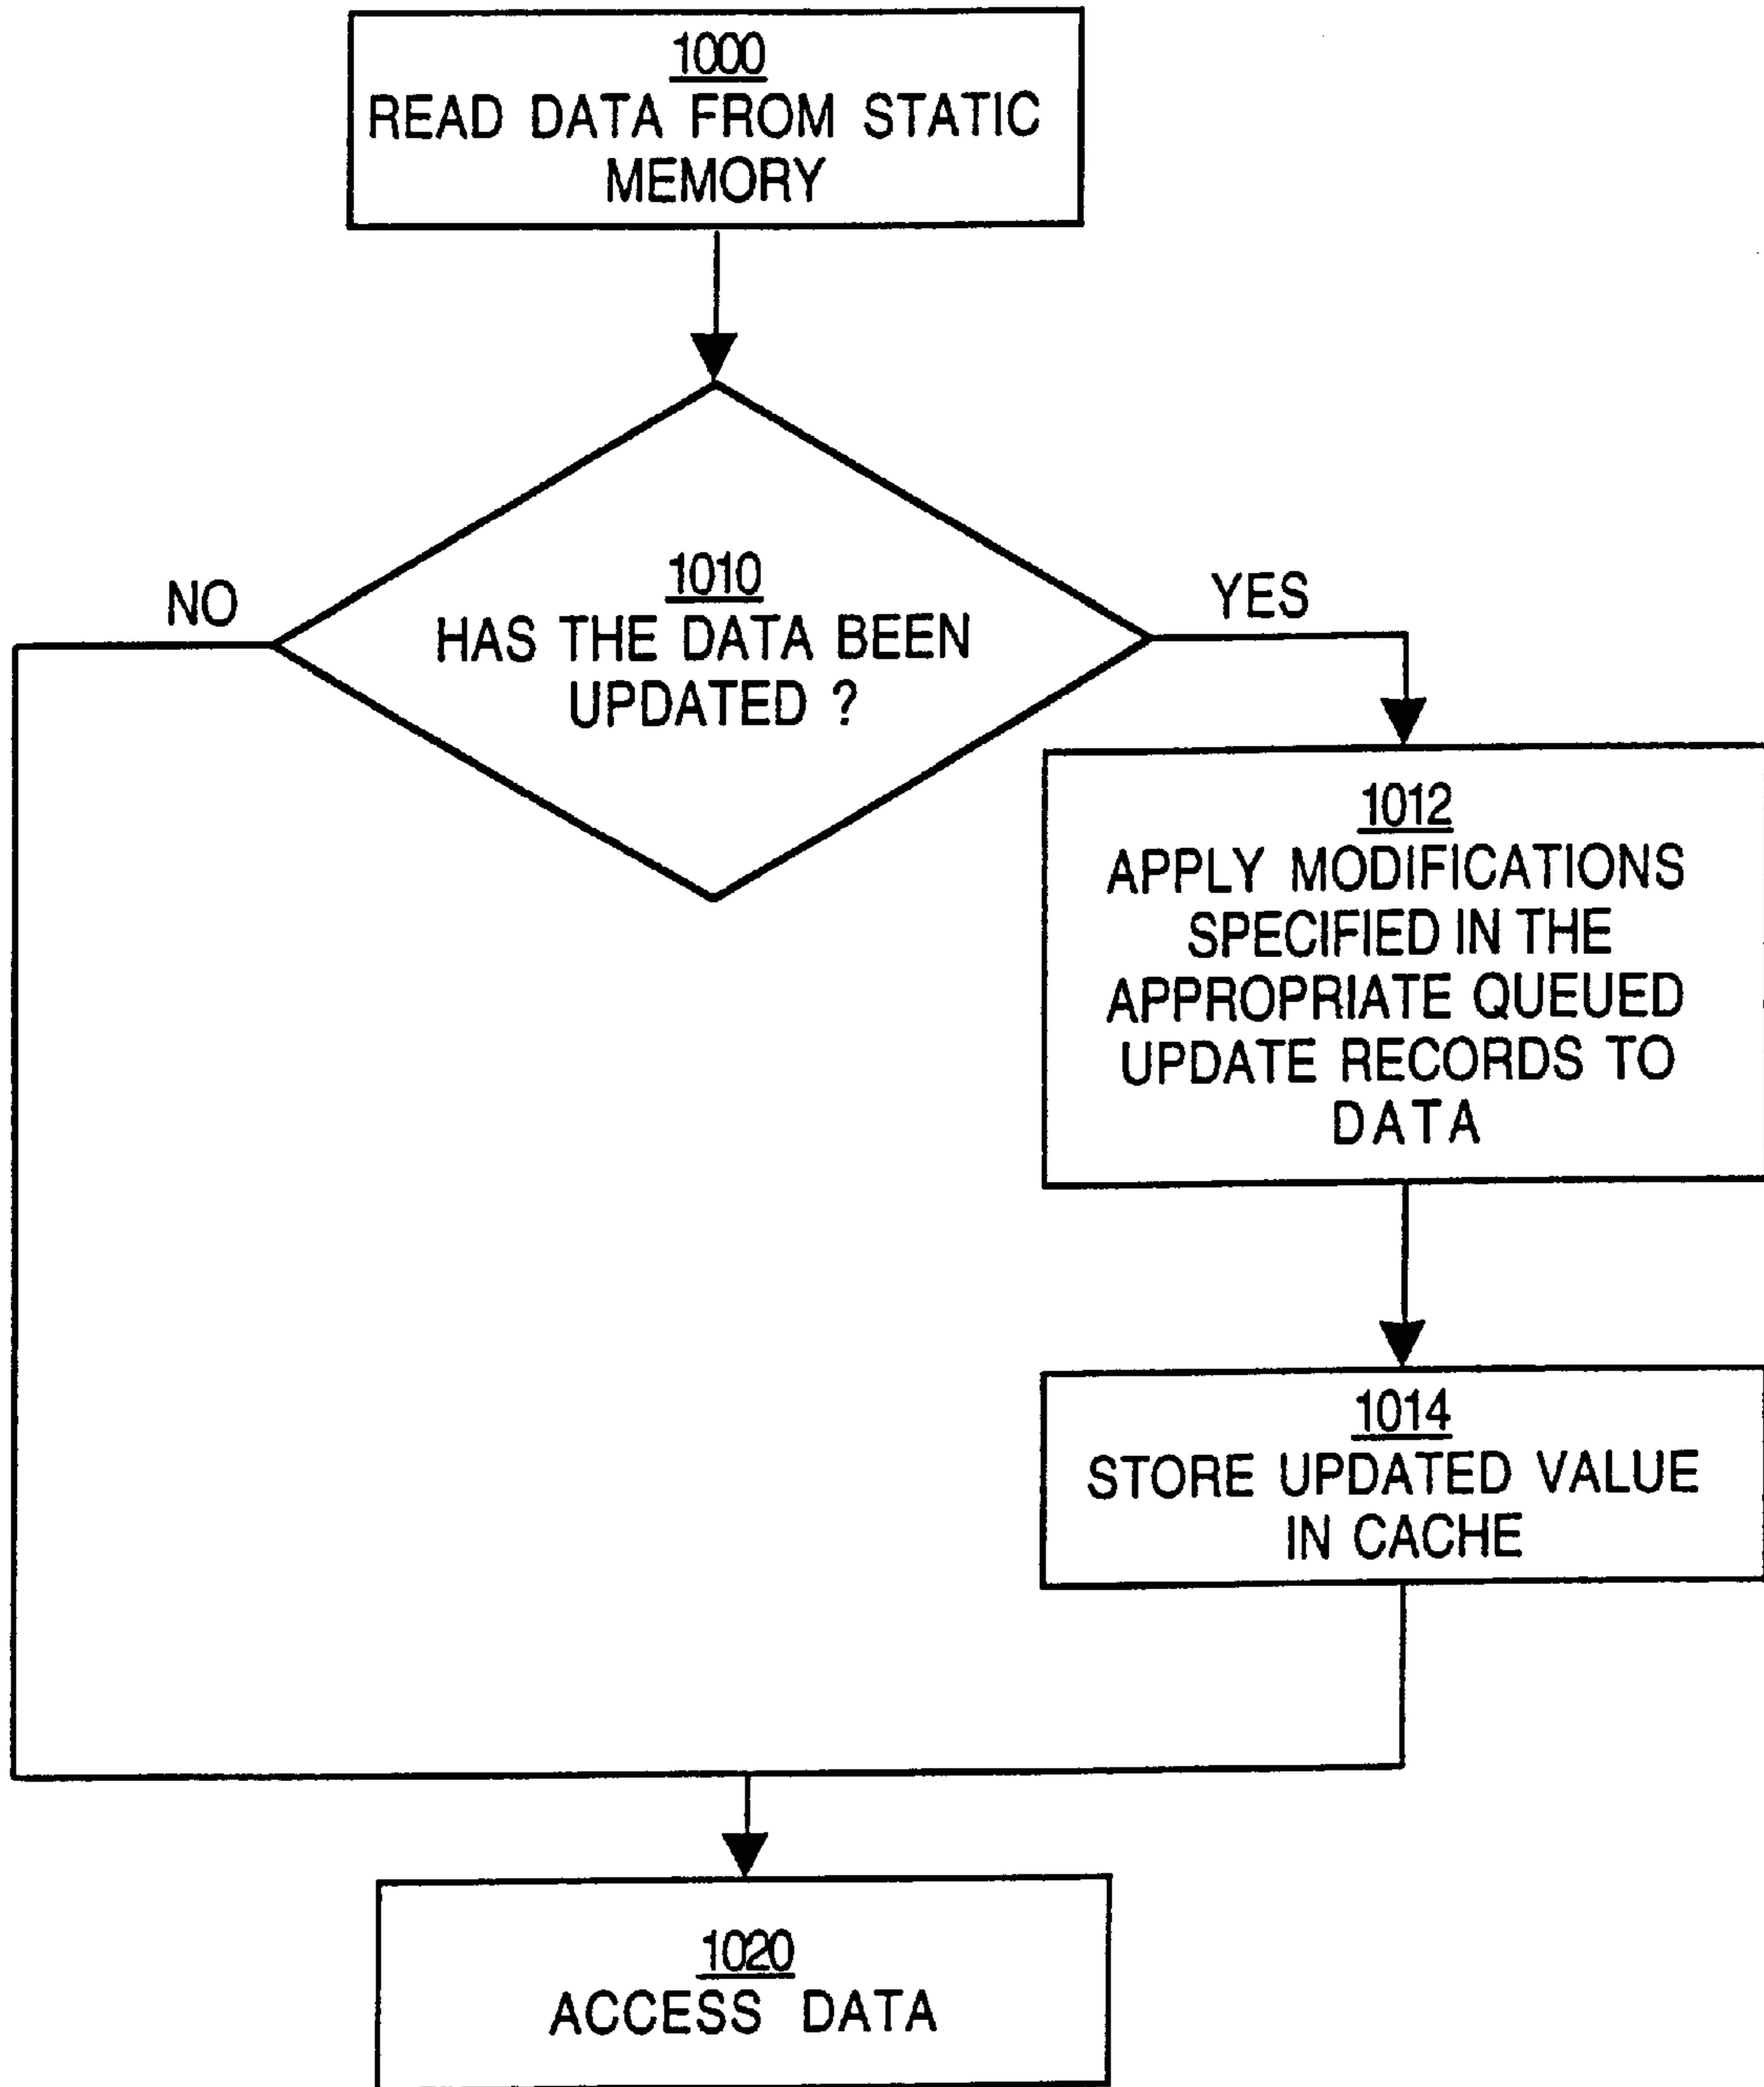 1000
READ DATA FROM STATIC
MEMORY
1010
HAS THE DATA BEEN
UPDATED ?
NO
YES
1012
APPLY MODIFICATIONS
SPECIFIED IN THE
APPROPRIATE QUEUED
UPDATE RECORDS TO
DATA
1014
STORE UPDATED VALUE
IN CACHE
1020
ACCESS DATA